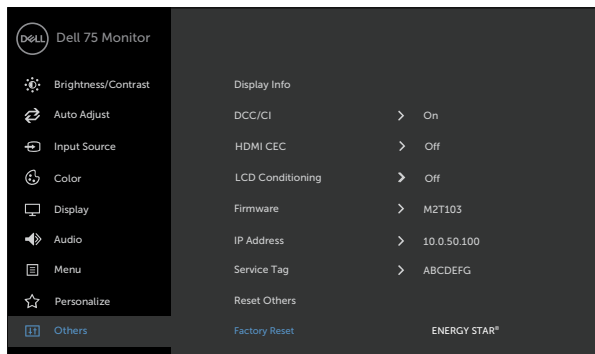 DELL Dell 75 Monitor
Brightness/Contrast Display Info
Auto Adjust DCC/CI > On
Input Source HDMI CEC > Off
Color LCD Conditioning > Off
Display Firmware > M2T103
Audio IP Address > 10.0.50.100
Menu Service Tag > ABCDEFG
Personalize Reset Others
Others Factory Reset ENERGY STAR®